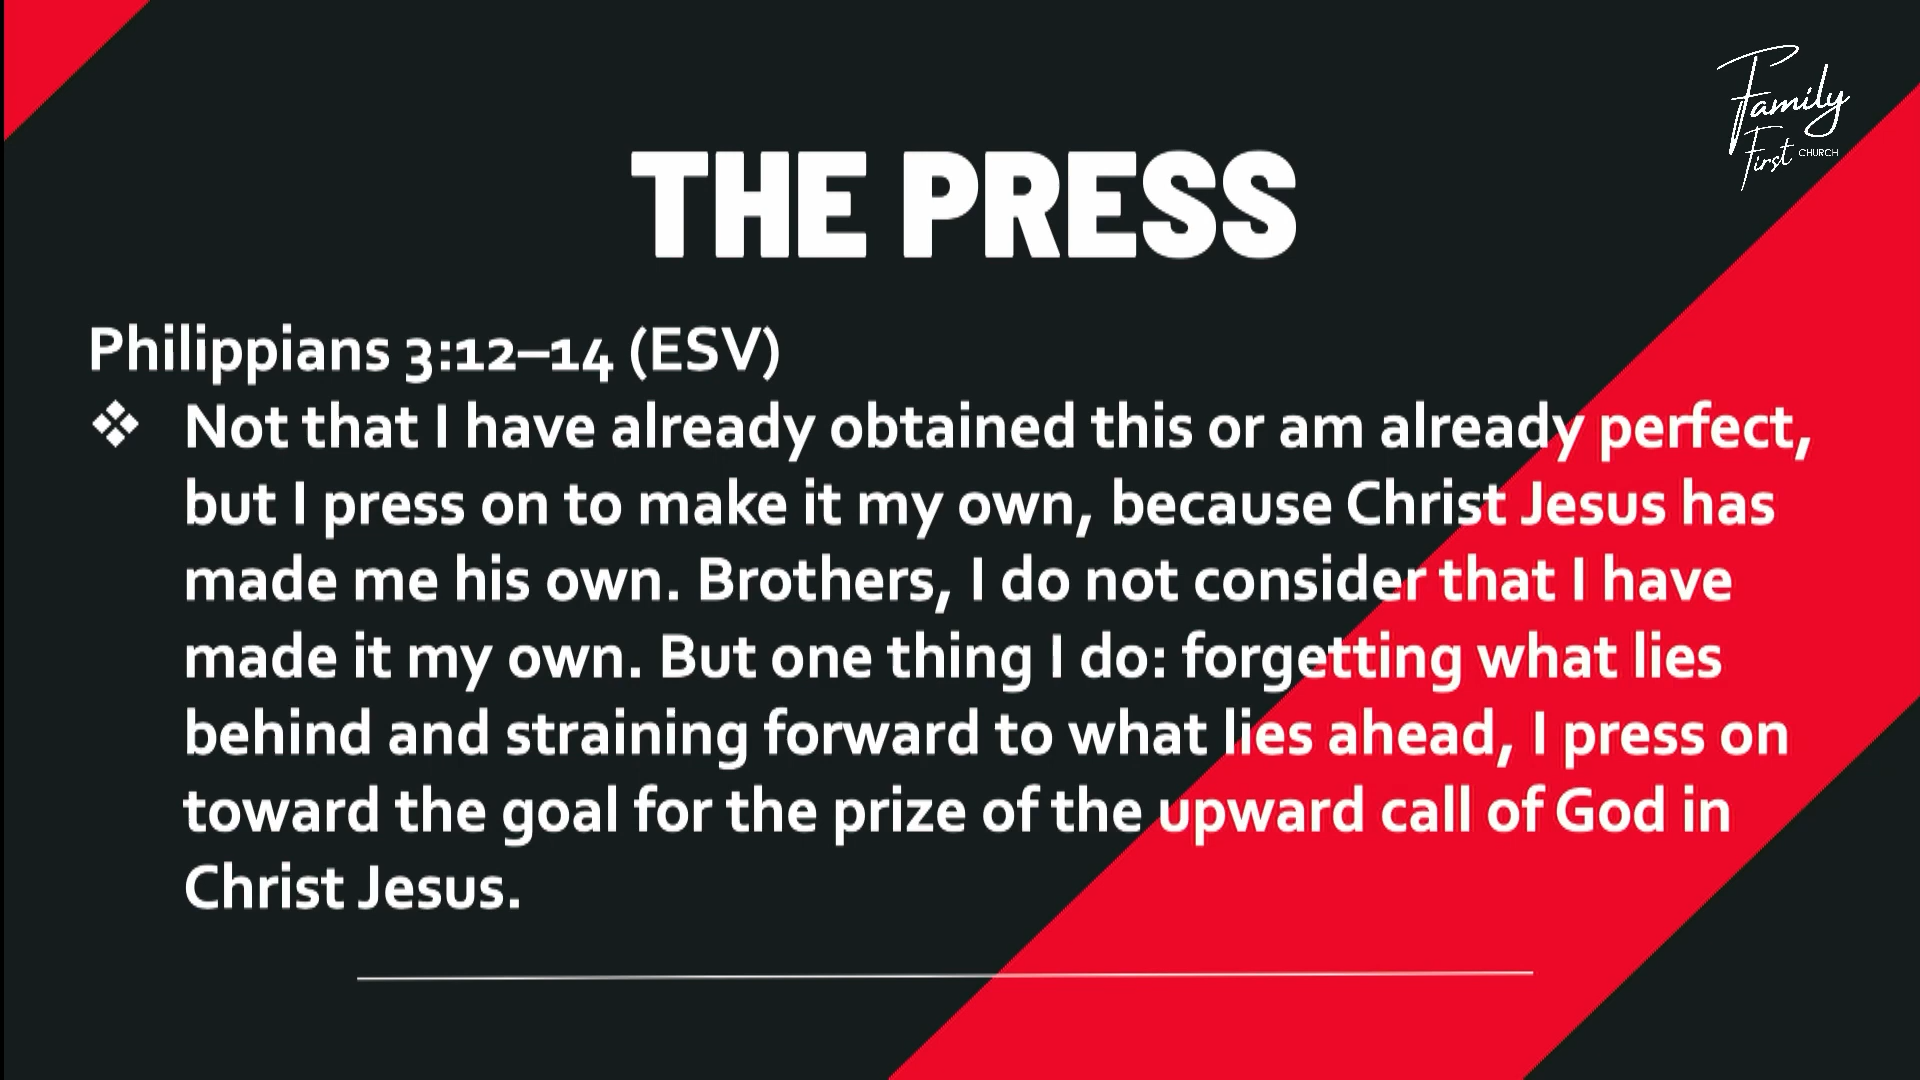 Family
First CHURCH
THE PRESS
Philippians 3:12–14 (ESV)
❖ Not that I have already obtained this or am already perfect,
but I press on to make it my own, because Christ Jesus has
made me his own. Brothers, I do not consider that I have
made it my own. But one thing I do: forgetting what lies
behind and straining forward to what lies ahead, I press on
toward the goal for the prize of the upward call of God in
Christ Jesus.